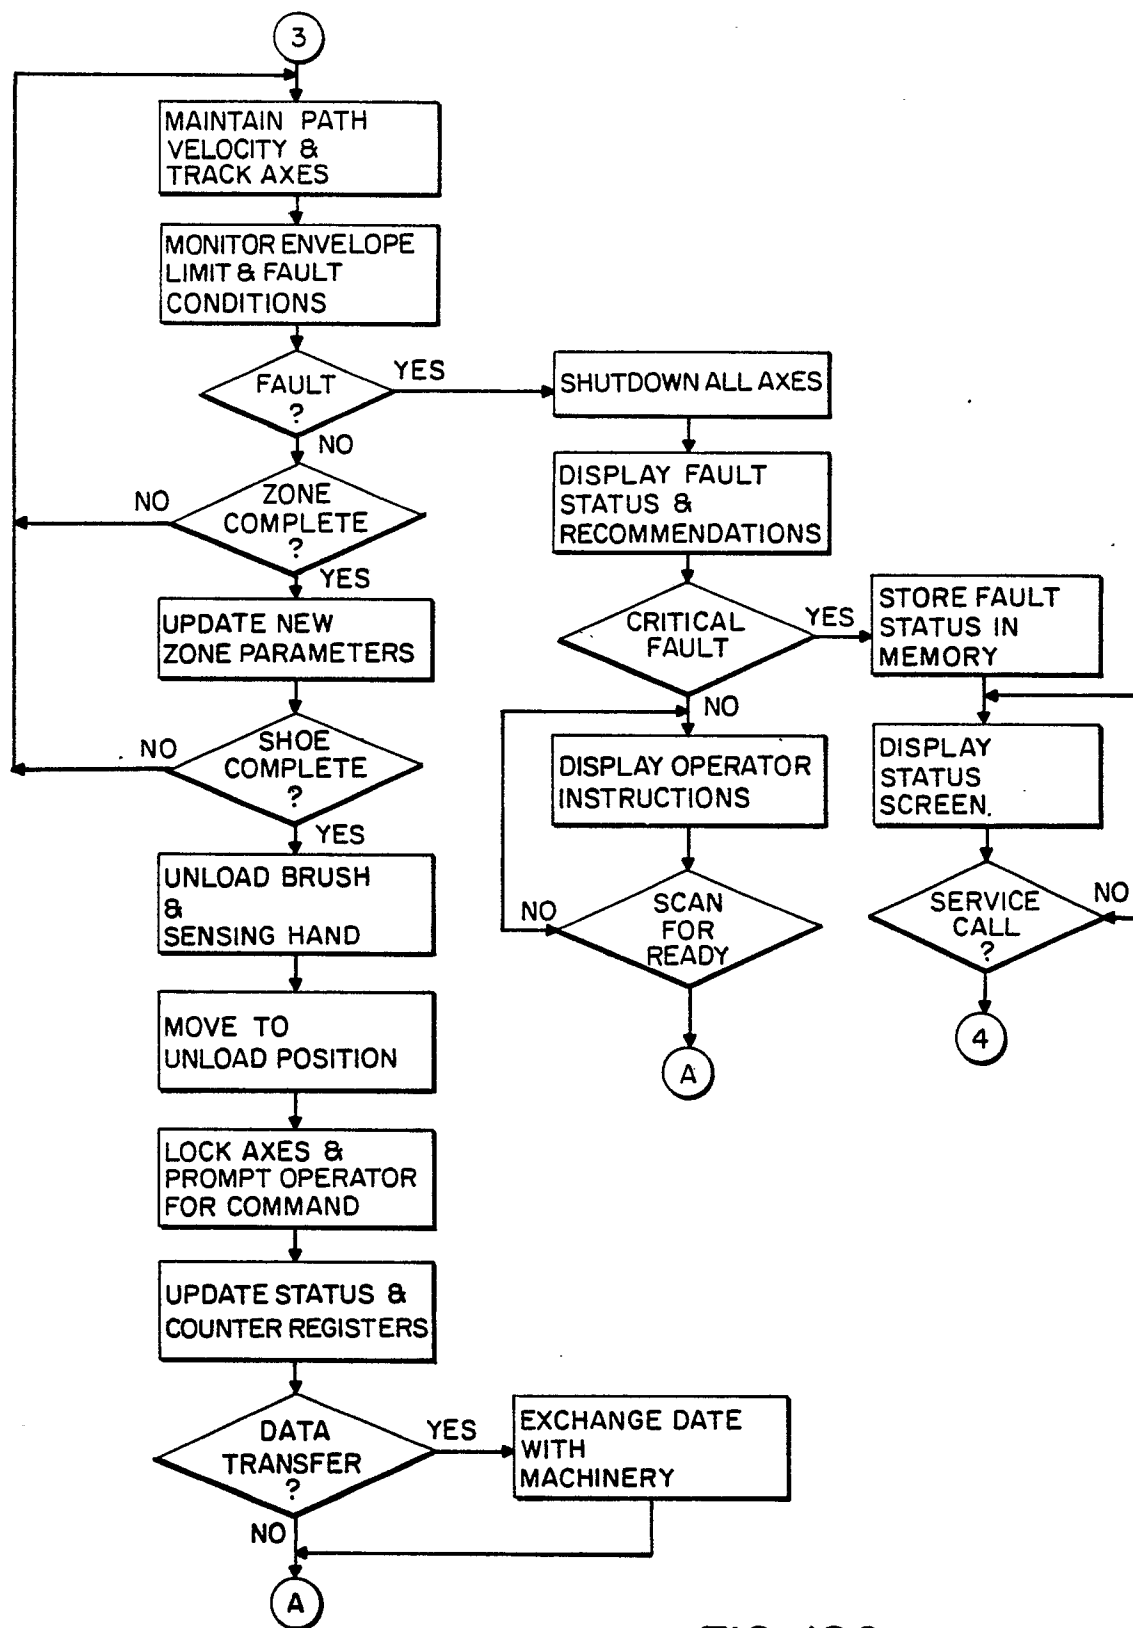 3
MAINTAIN PATH
VELOCITY &
TRACK AXES
MONITOR ENVELOPE
LIMIT & FAULT
CONDITIONS
FAULT
?
YES
NO
SHUTDOWN ALL AXES
DISPLAY FAULT
STATUS &
RECOMMENDATIONS
ZONE
COMPLETE
?
NO
YES
CRITICAL
FAULT
YES
NO
STORE FAULT
STATUS IN
MEMORY
UPDATE NEW
ZONE PARAMETERS
SHOE
COMPLETE
?
NO
YES
DISPLAY OPERATOR
INSTRUCTIONS
DISPLAY
STATUS
SCREEN.
UNLOAD BRUSH
&
SENSING HAND
SCAN
FOR
READY
NO
SERVICE
CALL
?
NO
MOVE TO
UNLOAD POSITION
A
4
LOCK AXES &
PROMPT OPERATOR
FOR COMMAND
UPDATE STATUS &
COUNTER REGISTERS
DATA
TRANSFER
?
YES
NO
EXCHANGE DATE
WITH
MACHINERY
A